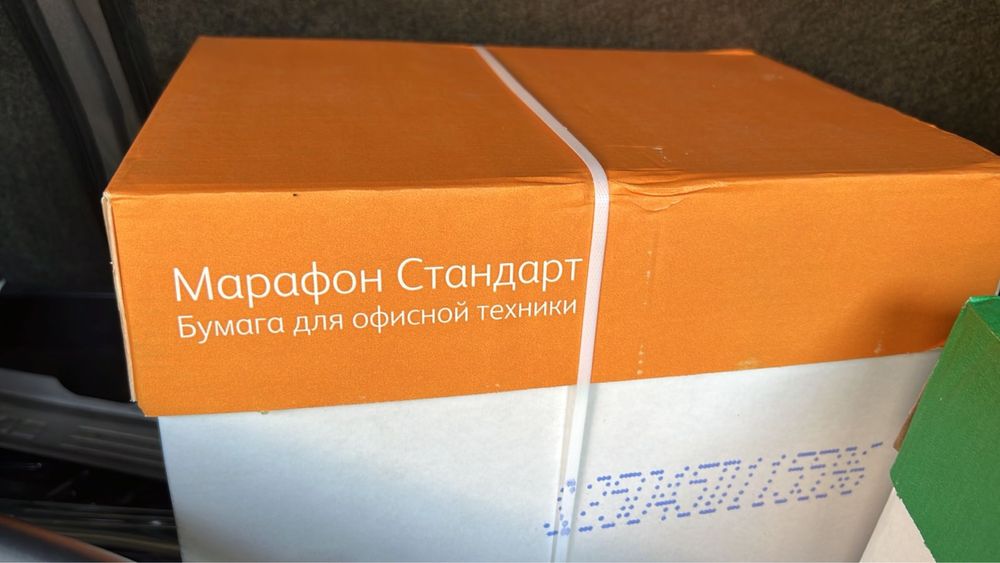 Марафон Стандарт
Бумага для офисной техники